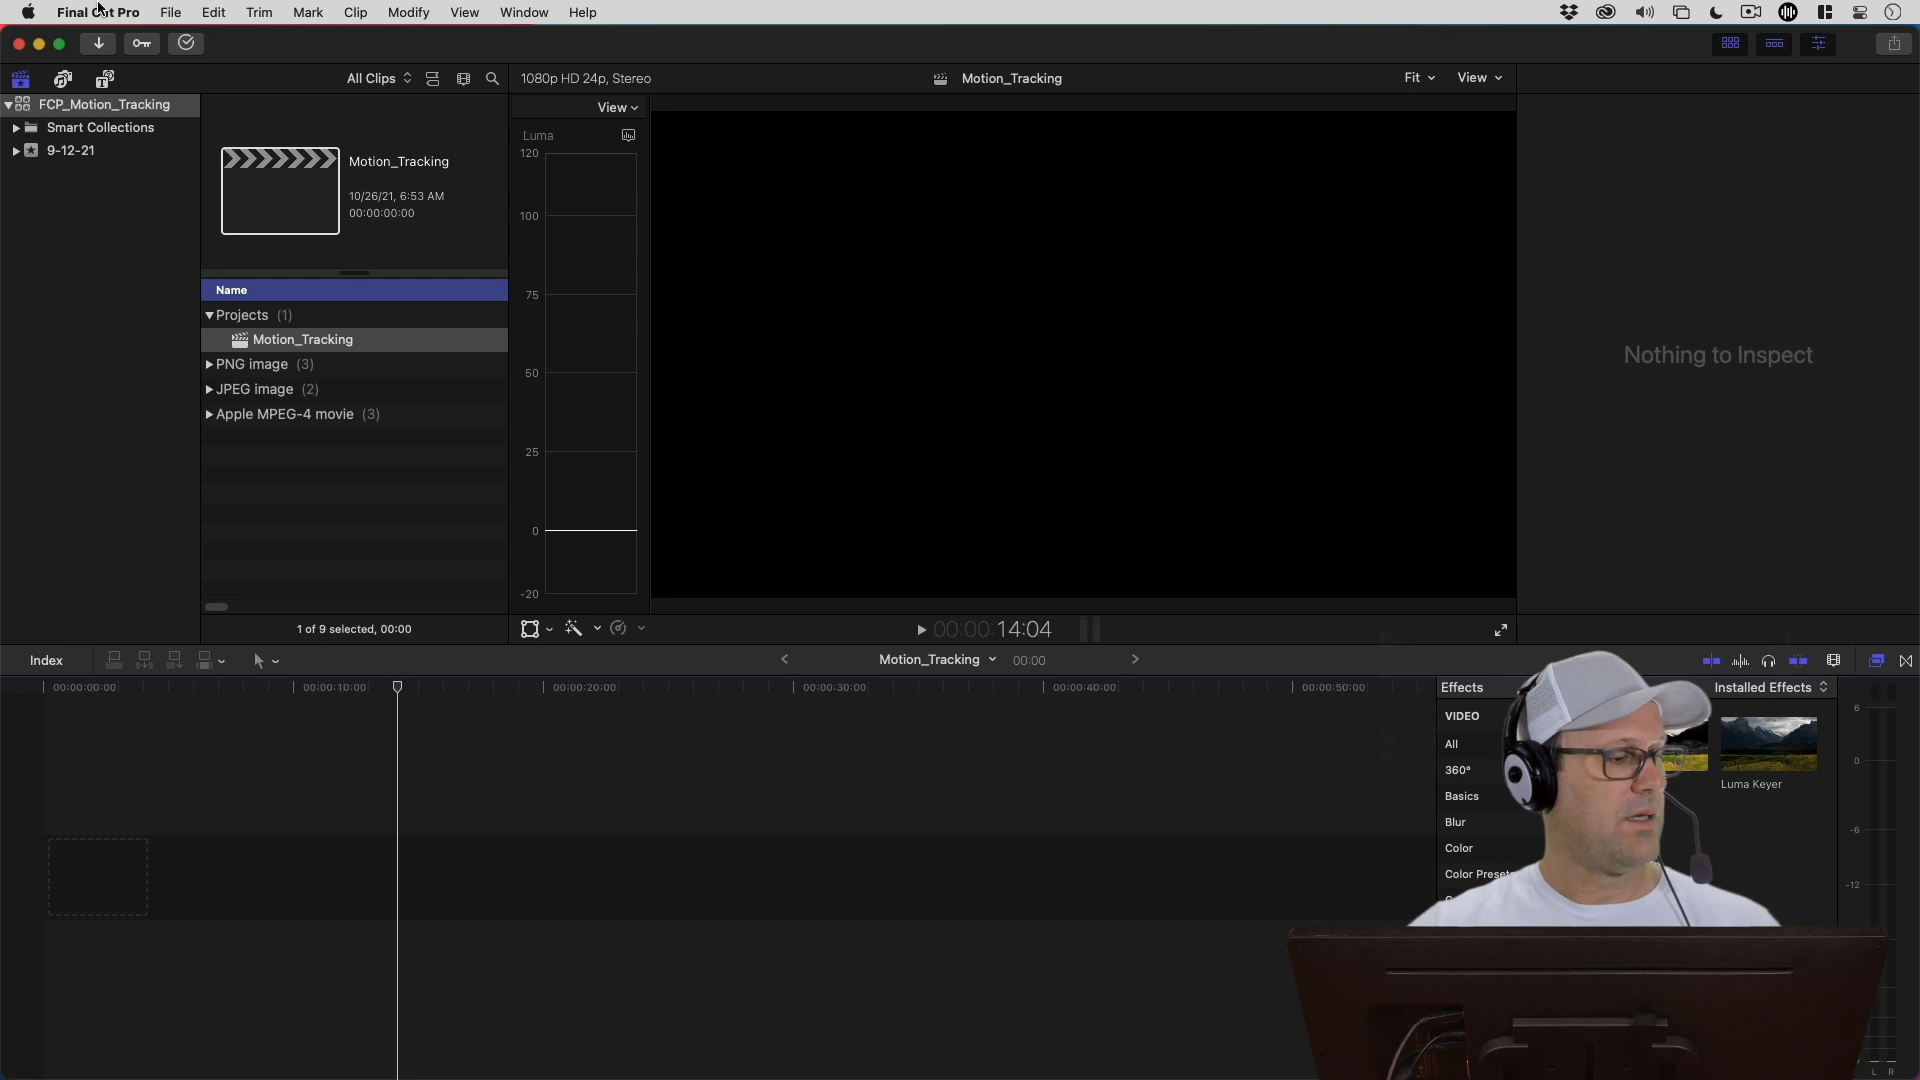 Final Cut Pro File Edit Trim Mark Clip Modify View Window Help
All Clips
1080p HD 24p, Stereo
Motion_Tracking
Fit
View
FCP_Motion_Tracking
Smart Collections
9-12-21
Motion_Tracking
10/26/21, 6:53 AM
00:00:00:00
Name
Projects (1)
Motion_Tracking
PNG image (3)
JPEG image (2)
Apple MPEG-4 movie (3)
1 of 9 selected, 00:00
View
Luma
120
100
75
50
25
0
-20
Nothing to Inspect
00:00:14:04
Index
Motion_Tracking
00:00
00:00:00:00
00:00:10:00
00:00:20:00
00:00:30:00
00:00:40:00
00:00:50:00
Effects
Installed Effects
VIDEO
All
360°
Basics
Blur
Color
Color Presets
Luma Keyer
6
0
-6
-12
L R